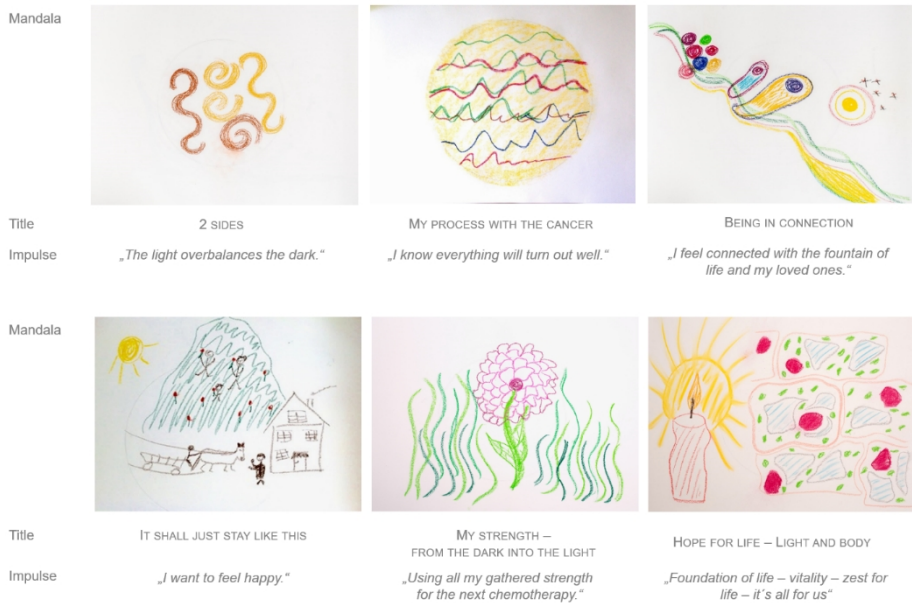 Mandala
Title 2 SIDES MY PROCESS WITH THE CANCER BEING IN CONNECTION
Impulse „The light overbalances the dark.“ „I know everything will turn out well.“ „I feel connected with the fountain of
life and my loved ones.“
Mandala
Title IT SHALL JUST STAY LIKE THIS MY STRENGTH – HOPE FOR LIFE – LIGHT AND BODY
FROM THE DARK INTO THE LIGHT
Impulse „I want to feel happy.“ „Using all my gathered strength „Foundation of life – vitality – zest for
for the next chemotherapy.“ life – it´s all for us“